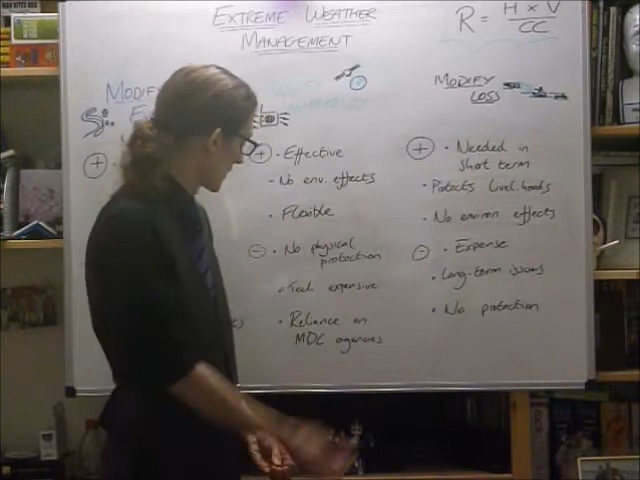 EXTREME WEATHER
MANAGEMENT
R = H x V
CC
MODIFY
E
MODIFY
LOSS
+
+ • Effective
• No env. effects
• Flexible
- • No physical
protection
• Tech expensive
• Reliance on
MDC agencies
+ • Needed in
short term
• Protects Livelihoods
• No environ effects
- • Expense
• Long-term issues
• No protection